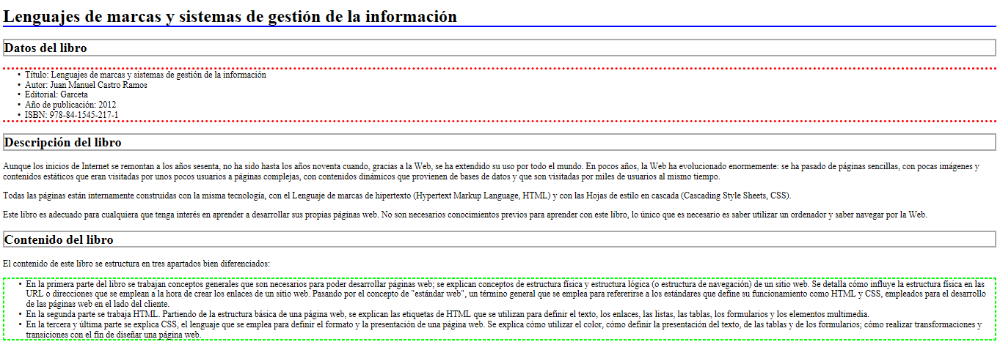 Lenguajes de marcas y sistemas de gestión de la información
Datos del libro
• Título: Lenguajes de marcas y sistemas de gestión de la información
• Autor: Juan Manuel Castro Ramos
• Editorial: Garceta
• Año de publicación: 2012
• ISBN: 978-84-1545-217-1
Descripción del libro
Aunque los inicios de Internet se remontan a los años sesenta, no ha sido hasta los años noventa cuando, gracias a la Web, se ha extendido su uso por todo el mundo. En pocos años, la Web ha evolucionado enormemente: se ha pasado de páginas sencillas, con pocas imágenes y
contenidos estáticos que eran visitadas por unos pocos usuarios a páginas complejas, con contenidos dinámicos que provienen de bases de datos y que son visitadas por miles de usuarios al mismo tiempo.
Todas las páginas están internamente construidas con la misma tecnología, con el Lenguaje de marcas de hipertexto (Hypertext Markup Language, HTML) y con las Hojas de estilo en cascada (Cascading Style Sheets, CSS).
Este libro es adecuado para cualquiera que tenga interés en aprender a desarrollar sus propias páginas web. No son necesarios conocimientos previos para aprender con este libro, lo único que es necesario es saber utilizar un ordenador y saber navegar por la Web.
Contenido del libro
El contenido de este libro se estructura en tres apartados bien diferenciados:
• En la primera parte del libro se trabajan conceptos generales que son necesarios para poder desarrollar páginas web; se explican conceptos de estructura física y estructura lógica (o estructura de navegación) de un sitio web. Se detalla cómo influye la estructura física en las
URL o direcciones que se emplean a la hora de crear los enlaces de un sitio web. Pasando por el concepto de "estándar web", un término general que se emplea para refererirse a los estándares que define su funcionamiento como HTML y CSS, empleados para el desarrollo
de las páginas web en el lado del cliente.
• En la segunda parte se trabaja HTML. Partiendo de la estructura básica de una página web, se explican las etiquetas de HTML que se utilizan para definir el texto, los enlaces, las listas, las tablas, los formularios y los elementos multimedia.
• En la tercera y última parte se explica CSS, el lenguaje que se emplea para definir el formato y la presentación de una página web. Se explica cómo utilizar el color, cómo definir la presentación del texto, de las tablas y de los formularios; cómo realizar transformaciones y
transiciones con el fin de diseñar una página web.